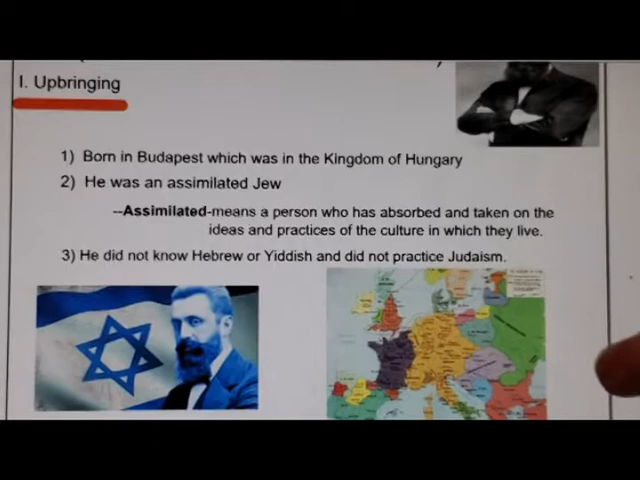 I. Upbringing
1) Born in Budapest which was in the Kingdom of Hungary
2) He was an assimilated Jew
--Assimilated-means a person who has absorbed and taken on the
ideas and practices of the culture in which they live.
3) He did not know Hebrew or Yiddish and did not practice Judaism.